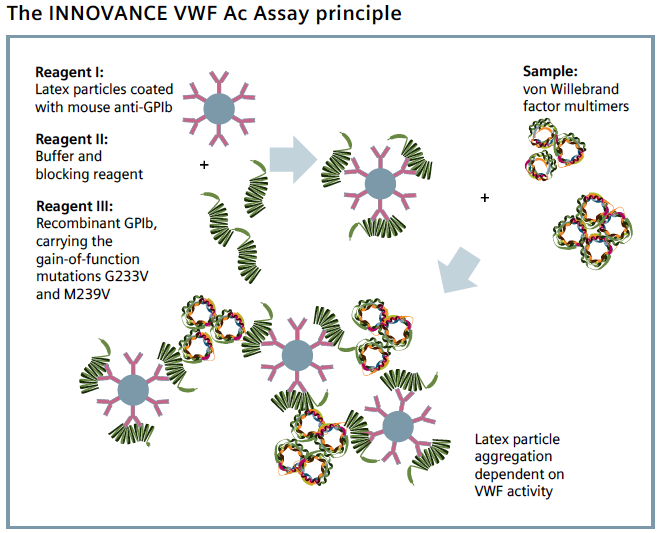 The INNOVANCE VWF Ac Assay principle
Reagent I:
Latex particles coated
with mouse anti-GPIb
Reagent II:
Buffer and
blocking reagent
+
Reagent III:
Recombinant GPIb,
carrying the
gain-of-function
mutations G233V
and M239V
+
Sample:
von Willebrand
factor multimers
Latex particle
aggregation
dependent on
VWF activity